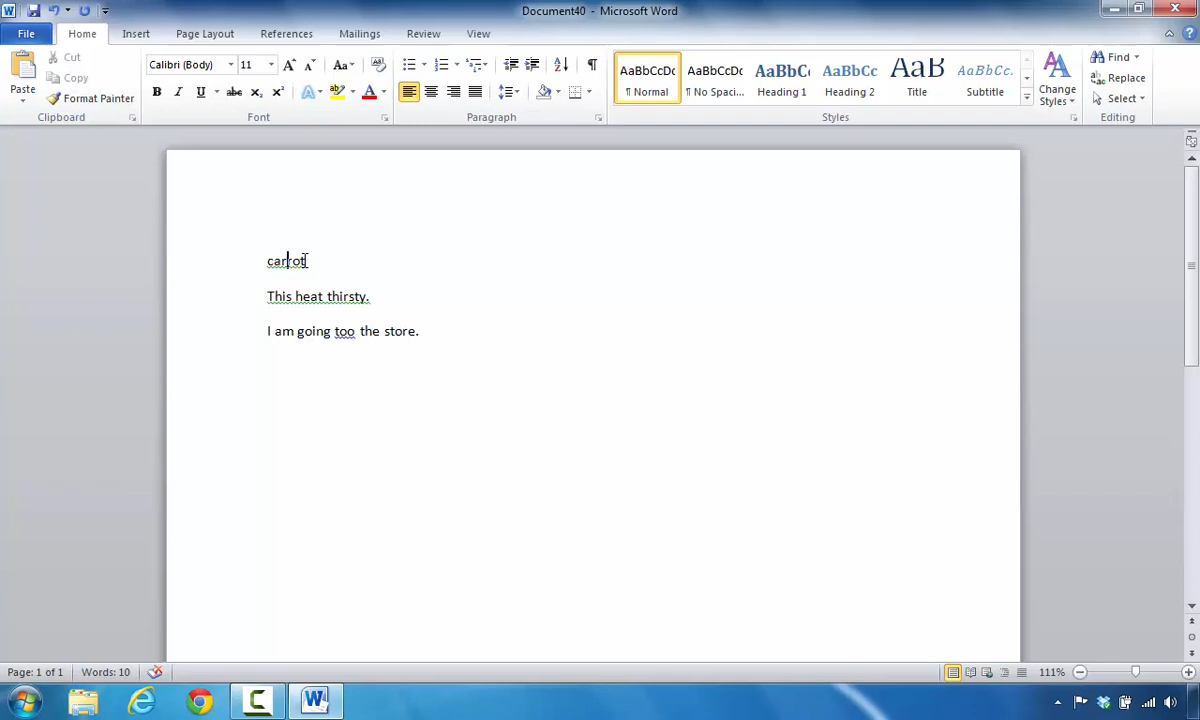 Document40 - Microsoft Word
File Home Insert Page Layout References Mailings Review View
Cut
Copy
Format Painter
Paste
Clipboard
Calibri (Body) 11
Font
Paragraph
AaBbCcDc AaBbCcDc AaBbCc AaBbCc AaB AaBbCc.
¶ Normal ¶ No Spaci... Heading 1 Heading 2 Title Subtitle
Change Styles
Styles
Find
Replace
Select
Editing
carrot
This heat thirsty.
I am going too the store.
Page: 1 of 1 Words: 10 111%